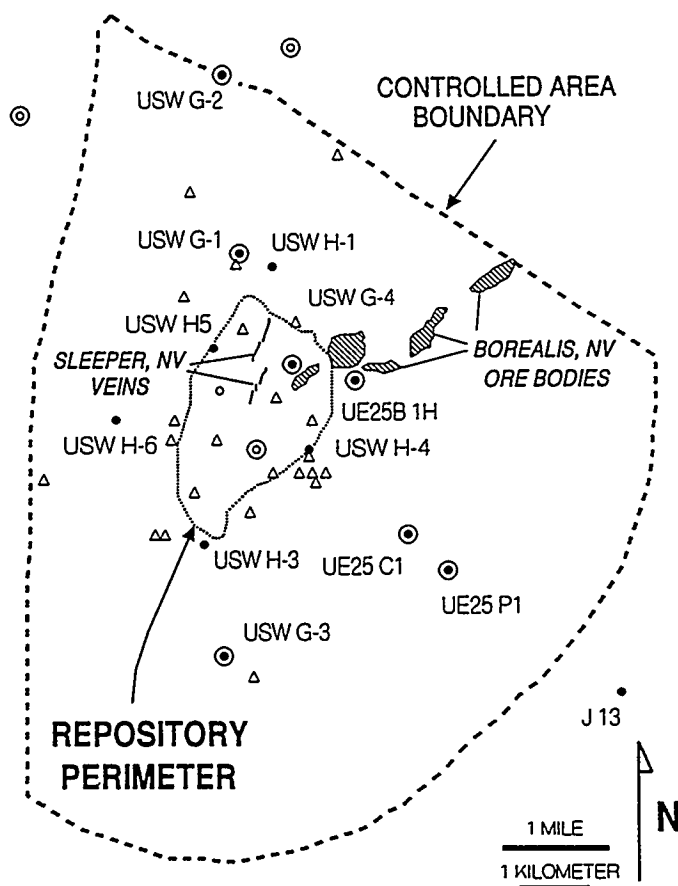 USW G-2
CONTROLLED AREA
BOUNDARY
USW G-1
USW H-1
USW G-4
USW H5
SLEEPER, NV
VEINS
BOREALIS, NV
ORE BODIES
UE25B 1H
USW H-6
USW H-4
USW H-3
UE25 C1
UE25 P1
USW G-3
J 13
REPOSITORY
PERIMETER
N
1 MILE
1 KILOMETER